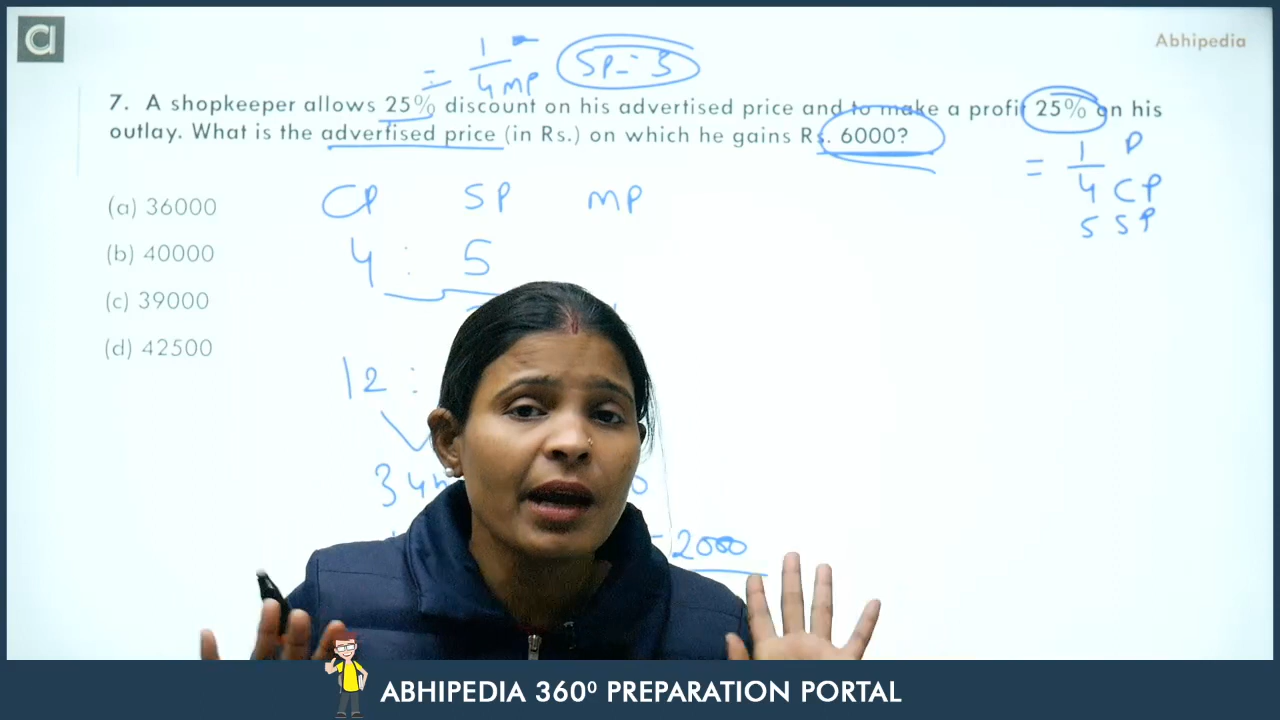 Abhipedia
= 1/4 MP SP = 3
7. A shopkeeper allows 25% discount on his advertised price and to make a profit 25% on his
outlay. What is the advertised price (in Rs.) on which he gains Rs. 6000?
= 1/4 P
CP
5 SP
(a) 36000
CP SP MP
(b) 40000
4 : 5
(c) 39000
(d) 42500
12 :
3
2000
ABHIPEDIA 360⁰ PREPARATION PORTAL